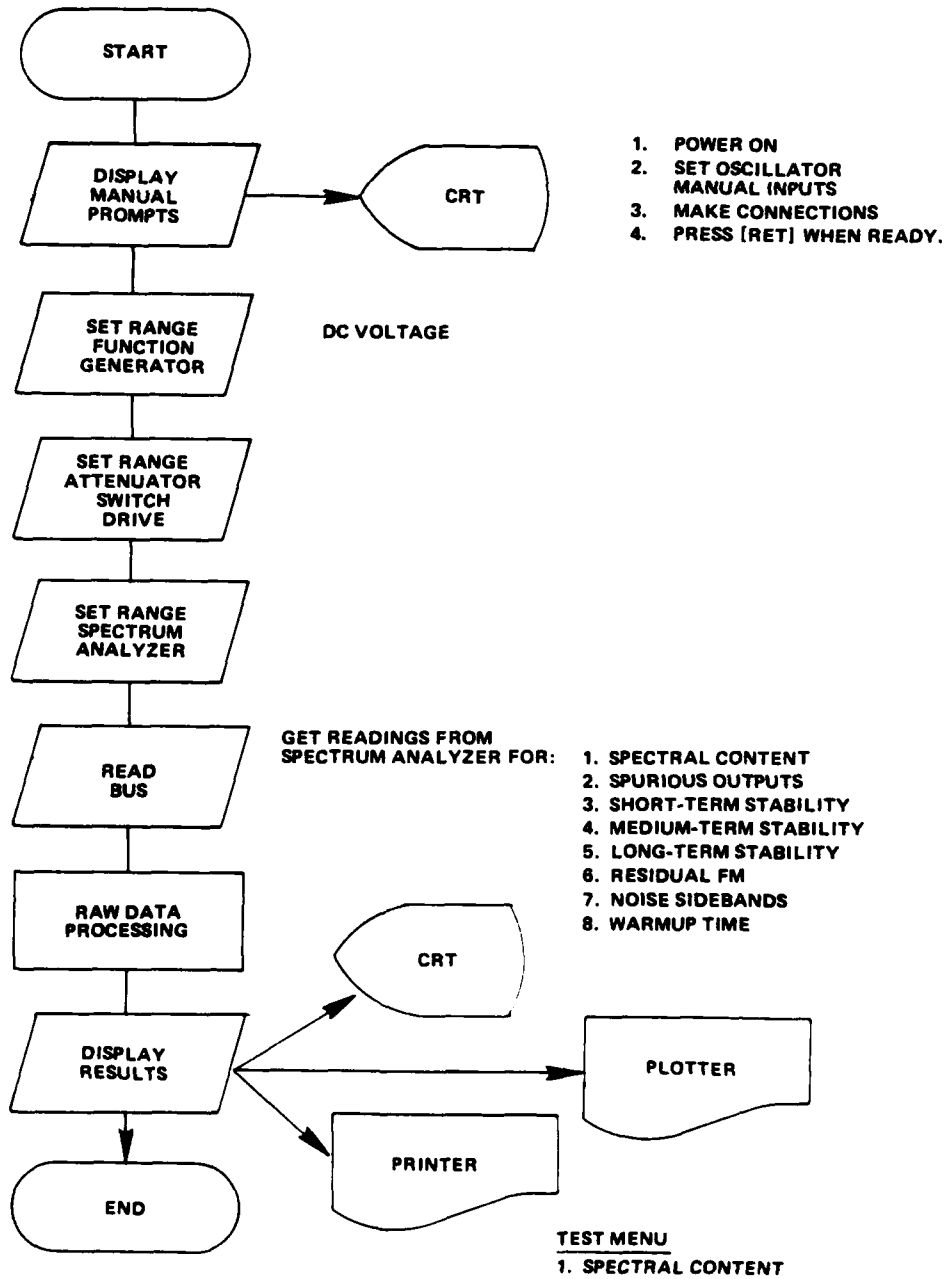 START
DISPLAY
MANUAL
PROMPTS
CRT
1. POWER ON
2. SET OSCILLATOR
MANUAL INPUTS
3. MAKE CONNECTIONS
4. PRESS [RET] WHEN READY.
SET RANGE
FUNCTION
GENERATOR
DC VOLTAGE
SET RANGE
ATTENUATOR
SWITCH
DRIVE
SET RANGE
SPECTRUM
ANALYZER
READ
BUS
GET READINGS FROM
SPECTRUM ANALYZER FOR:
1. SPECTRAL CONTENT
2. SPURIOUS OUTPUTS
3. SHORT-TERM STABILITY
4. MEDIUM-TERM STABILITY
5. LONG-TERM STABILITY
6. RESIDUAL FM
7. NOISE SIDEBANDS
8. WARMUP TIME
RAW DATA
PROCESSING
CRT
DISPLAY
RESULTS
PLOTTER
PRINTER
END
TEST MENU
1. SPECTRAL CONTENT